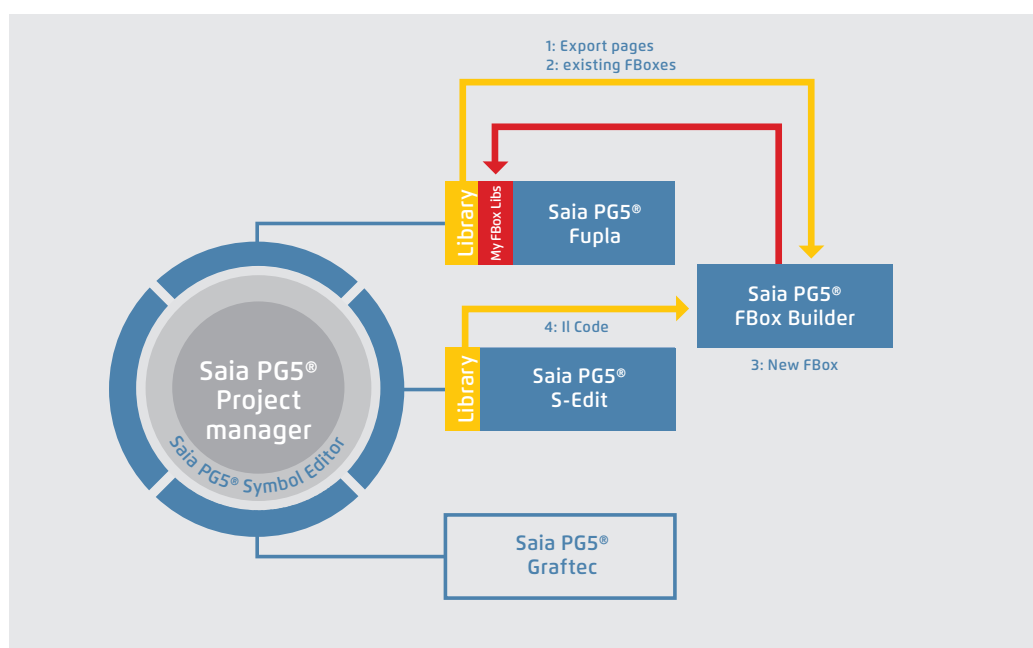 1: Export pages
2: existing FBoxes
Library
My FBox Libs
Saia PG5®
Fupla
Saia PG5®
FBox Builder
3: New FBox
4: Il Code
Library
Saia PG5®
S-Edit
Saia PG5®
Project
manager
Saia PG5® Symbol Editor
Saia PG5®
Graftec